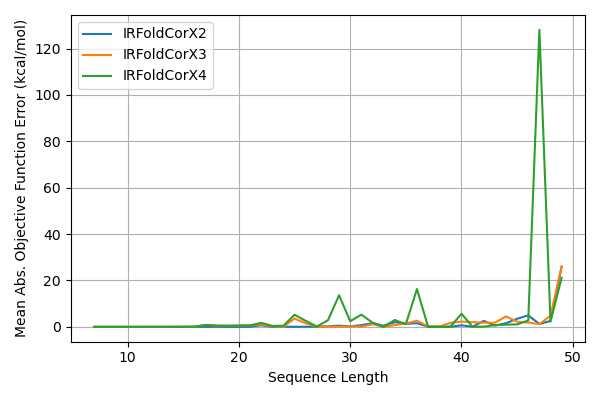 IRFoldCorX2
IRFoldCorX3
IRFoldCorX4
Mean Abs. Objective Function Error (kcal/mol)
120
100
80
60
40
20
0
10 20 30 40 50
Sequence Length